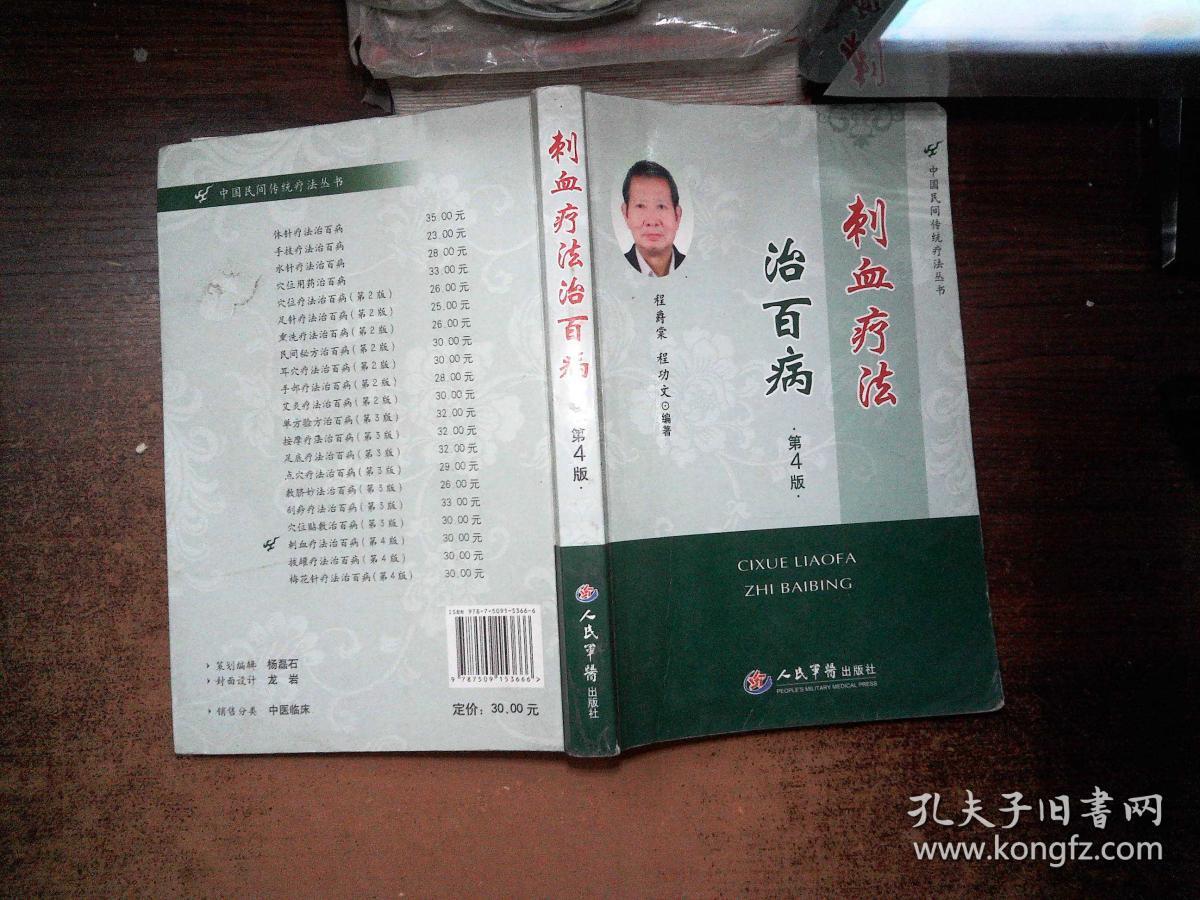 中国民间传统疗法丛书
体针疗法治百病 35.00元
手技疗法治百病 23.00元
水针疗法治百病 28.00元
穴位用药治百病 33.00元
穴位疗法治百病(第2版) 26.00元
足针疗法治百病(第2版) 25.00元
熏洗疗法治百病(第2版) 26.00元
民间秘方治百病(第2版) 30.00元
耳穴疗法治百病(第2版) 30.00元
手部疗法治百病(第2版) 28.00元
艾灸疗法治百病(第2版) 30.00元
单方验方治百病(第3版) 32.00元
按摩疗法治百病(第3版) 32.00元
足底疗法治百病(第3版) 32.00元
点穴疗法治百病(第3版) 29.00元
敷脐妙法治百病(第3版) 26.00元
刮痧疗法治百病(第3版) 33.00元
穴位贴敷治百病(第3版) 30.00元
刺血疗法治百病(第4版) 30.00元
拔罐疗法治百病(第4版) 30.00元
梅花针疗法治百病(第4版) 30.00元
策划编辑 杨磊石
封面设计 龙岩
销售分类 中医临床
ISBN 978-7-5091-5366-6
9 787509 153666 >
定价：30.00元
刺血疗法治百病
·第4版·
人民军医出版社
中国民间传统疗法丛书
刺血疗法
治百病
·第4版·
程爵棠 程功文 ⊙编著
CIXUE LIAOFA
ZHI BAIBING
人民军医出版社
PEOPLE'S MILITARY MEDICAL PRESS
孔夫子旧书网
www.kongfz.com